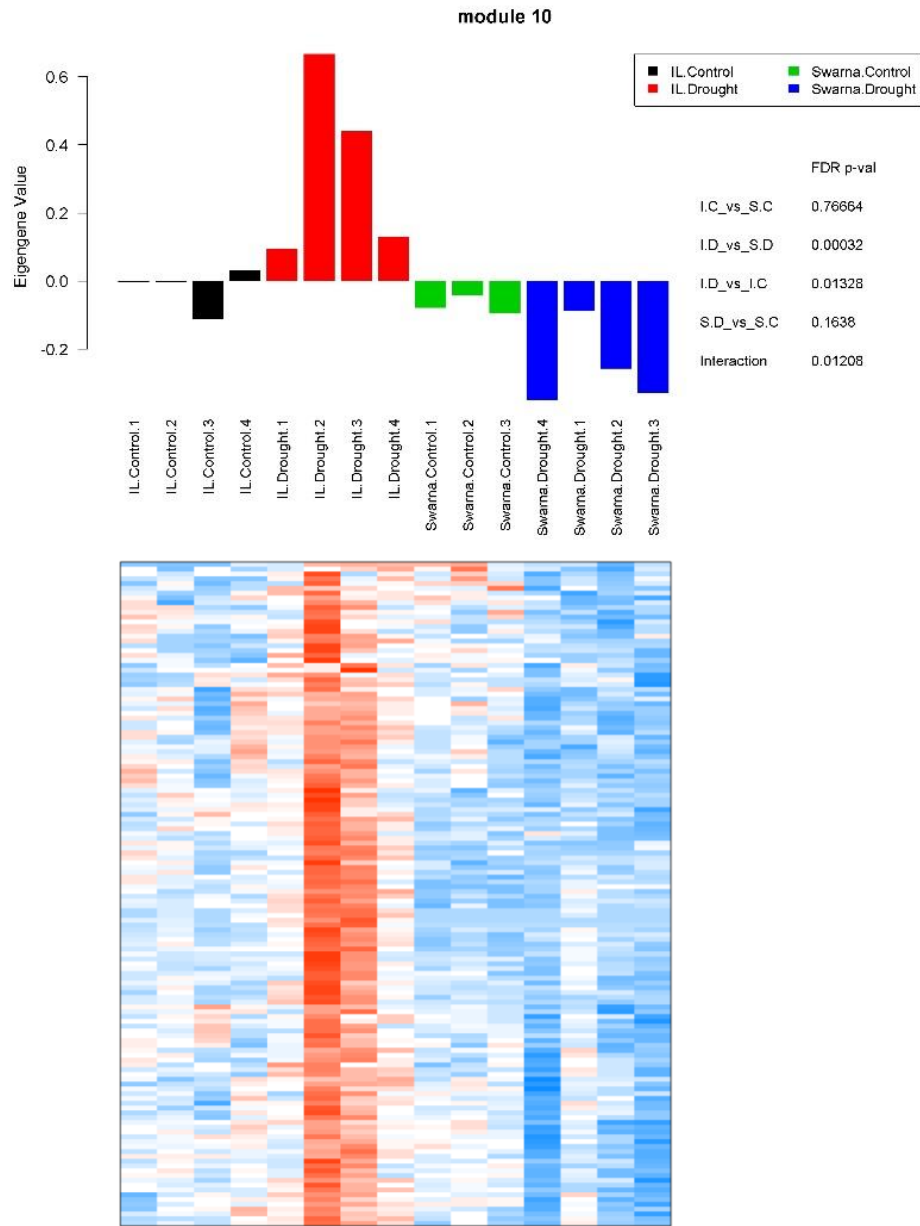 module 10
IL.Control
Swarna.Control
IL.Drought
Swarna.Drought
Eigengene Value
0.6
0.4
0.2
0.0
-0.2
FDR p-val
I.C_vs_S.C 0.76664
I.D_vs_S.D 0.00032
I.D_vs_I.C 0.01328
S.D_vs_S.C 0.1638
Interaction 0.01208
IL.Control.1
IL.Control.2
IL.Control.3
IL.Control.4
IL.Drought.1
IL.Drought.2
IL.Drought.3
IL.Drought.4
Swarna.Control.1
Swarna.Control.2
Swarna.Control.3
Swarna.Drought.4
Swarna.Drought.1
Swarna.Drought.2
Swarna.Drought.3